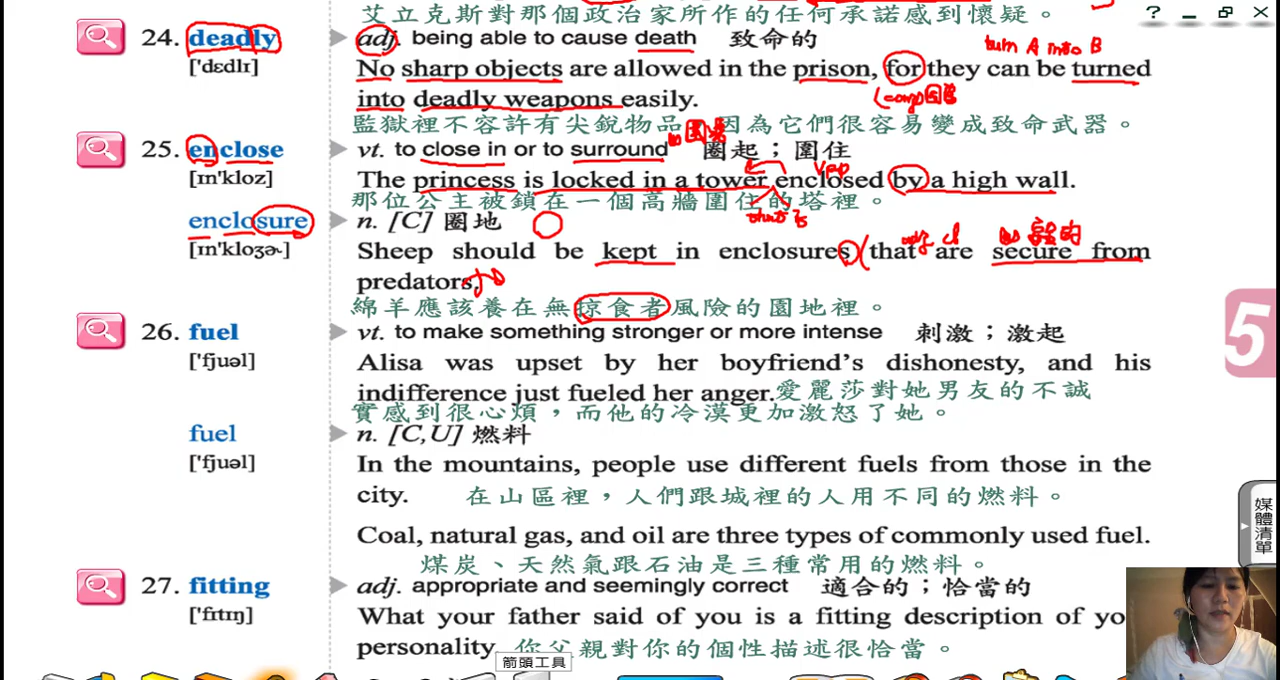 艾立克斯對那個政治家所作的任何承諾感到懷疑。
24. deadly adj. being able to cause death 致命的
turn A into B
['dɛdlɪ] No sharp objects are allowed in the prison, for they can be turned
into deadly weapons easily.
監獄裡不容許有尖銳物品，因為它們很容易變成致命武器。
25. enclose vt. to close in or to surround 圈起；圍住
Vpp
[ɪn'kloz] The princess is locked in a tower enclosed by a high wall.
那位公主被鎖在一個高牆圍住的塔裡。
that is
enclosure n. [C] 圈地
[ɪn'kloʒɚ] Sheep should be kept in enclosures that are secure from
predators.
綿羊應該養在無掠食者風險的園地裡。
26. fuel vt. to make something stronger or more intense 刺激；激起
['fjuəl] Alisa was upset by her boyfriend's dishonesty, and his
indifference just fueled her anger.愛麗莎對她男友的不誠
實感到很心煩，而他的冷漠更加激怒了她。
fuel n. [C,U] 燃料
['fjuəl] In the mountains, people use different fuels from those in the
city. 在山區裡，人們跟城裡的人用不同的燃料。
Coal, natural gas, and oil are three types of commonly used fuel.
煤炭、天然氣跟石油是三種常用的燃料。
27. fitting adj. appropriate and seemingly correct 適合的；恰當的
['fɪtɪŋ] What your father said of you is a fitting description of yo
personality. 你父親對你的個性描述很恰當。
箭頭工具
5
媒體清單